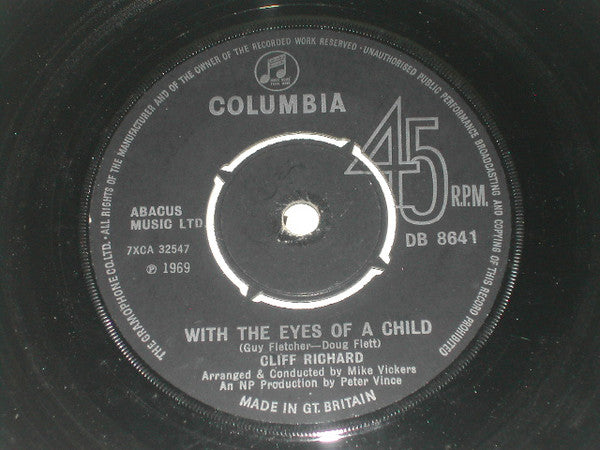 THE GRAMOPHONE CO. LTD. · ALL RIGHTS OF THE MANUFACTURER AND OF THE OWNER OF THE RECORDED WORK RESERVED · UNAUTHORISED PUBLIC PERFORMANCE BROADCASTING AND COPYING OF THIS RECORD PROHIBITED
COLUMBIA
45
R.P.M.
ABACUS
MUSIC LTD.
7XCA 32547
℗ 1969
DB 8641
WITH THE EYES OF A CHILD
(Guy Fletcher—Doug Flett)
CLIFF RICHARD
Arranged & Conducted by Mike Vickers
An NP Production by Peter Vince
MADE IN GT. BRITAIN